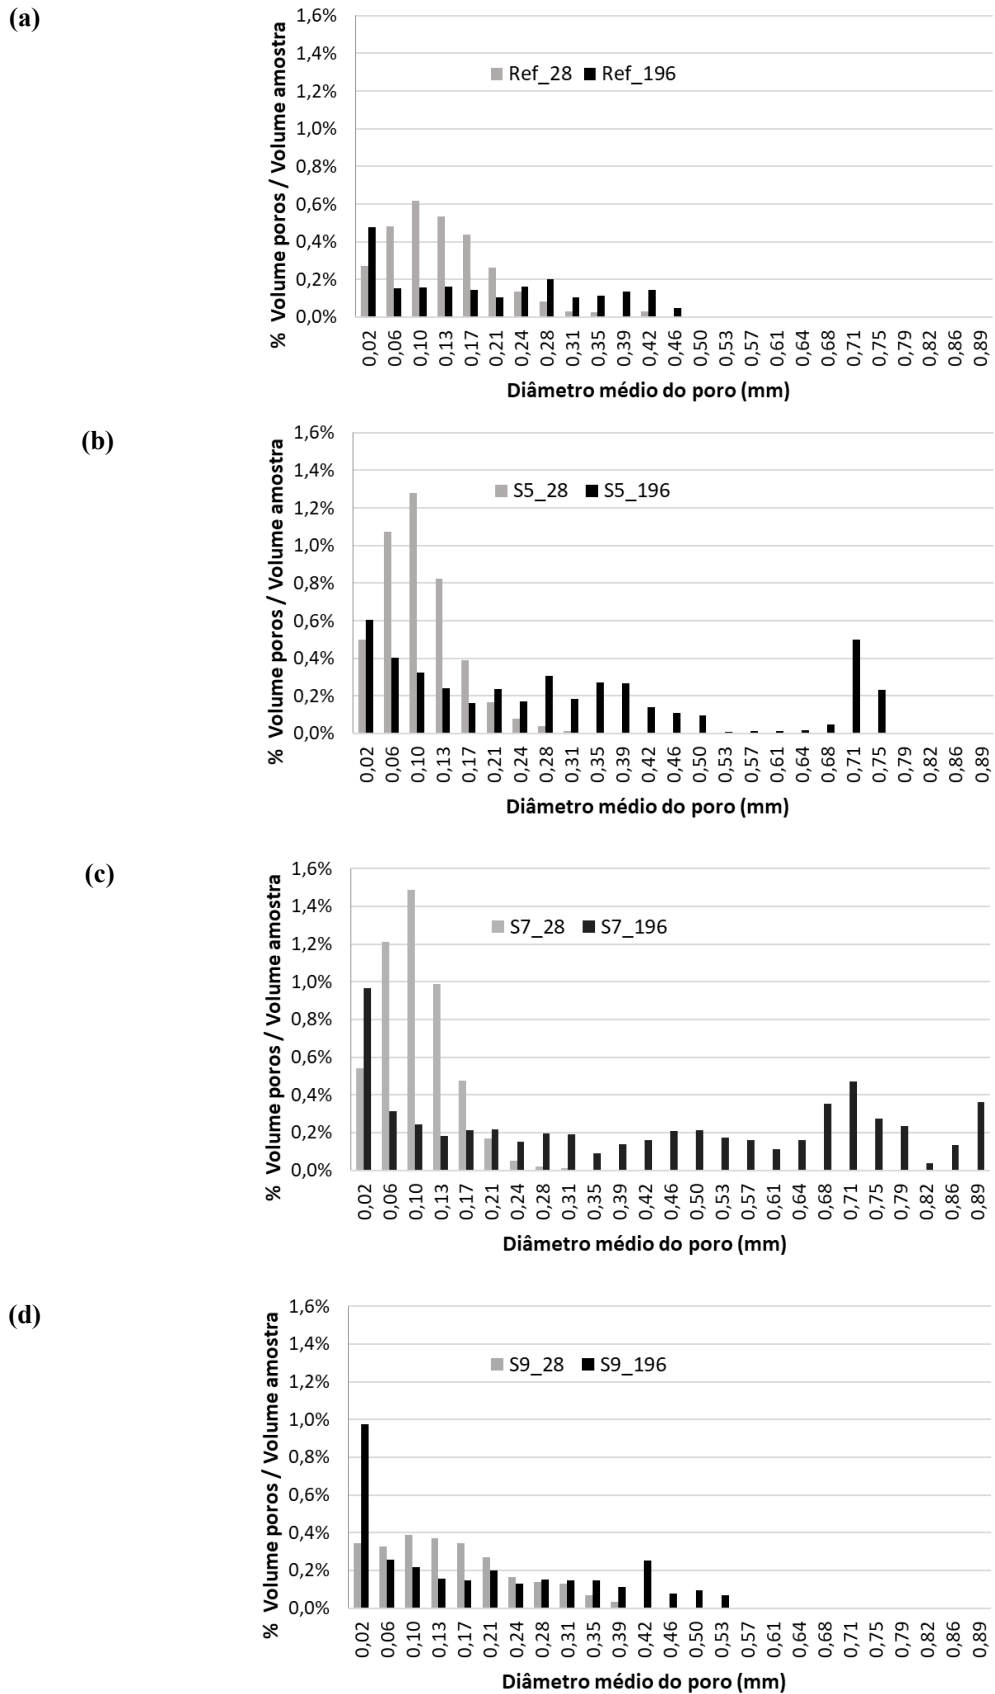 (a)
% Volume poros / Volume amostra
1,6%
1,4%
1,2%
1,0%
0,8%
0,6%
0,4%
0,2%
0,0%
Ref_28 Ref_196
0,02 0,06 0,10 0,13 0,17 0,21 0,24 0,28 0,31 0,35 0,39 0,42 0,46 0,50 0,53 0,57 0,61 0,64 0,68 0,71 0,75 0,79 0,82 0,86 0,89
Diâmetro médio do poro (mm)
(b)
% Volume poros / Volume amostra
1,6%
1,4%
1,2%
1,0%
0,8%
0,6%
0,4%
0,2%
0,0%
S5_28 S5_196
0,02 0,06 0,10 0,13 0,17 0,21 0,24 0,28 0,31 0,35 0,39 0,42 0,46 0,50 0,53 0,57 0,61 0,64 0,68 0,71 0,75 0,79 0,82 0,86 0,89
Diâmetro médio do poro (mm)
(c)
% Volume poros / Volume amostra
1,6%
1,4%
1,2%
1,0%
0,8%
0,6%
0,4%
0,2%
0,0%
S7_28 S7_196
0,02 0,06 0,10 0,13 0,17 0,21 0,24 0,28 0,31 0,35 0,39 0,42 0,46 0,50 0,53 0,57 0,61 0,64 0,68 0,71 0,75 0,79 0,82 0,86 0,89
Diâmetro médio do poro (mm)
(d)
% Volume poros / Volume amostra
1,6%
1,4%
1,2%
1,0%
0,8%
0,6%
0,4%
0,2%
0,0%
S9_28 S9_196
0,02 0,06 0,10 0,13 0,17 0,21 0,24 0,28 0,31 0,35 0,39 0,42 0,46 0,50 0,53 0,57 0,61 0,64 0,68 0,71 0,75 0,79 0,82 0,86 0,89
Diâmetro médio do poro (mm)